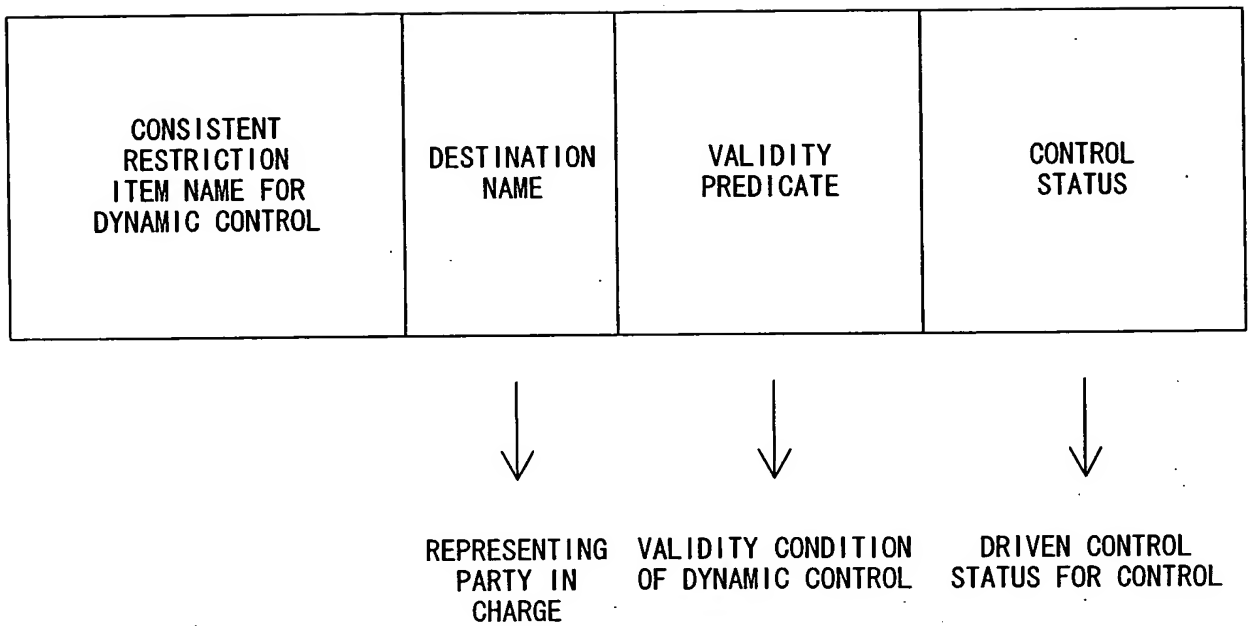 CONSISTENT
RESTRICTION
ITEM NAME FOR
DYNAMIC CONTROL
DESTINATION
NAME
VALIDITY
PREDICATE
CONTROL
STATUS
REPRESENTING
PARTY IN
CHARGE
VALIDITY CONDITION
OF DYNAMIC CONTROL
DRIVEN CONTROL
STATUS FOR CONTROL